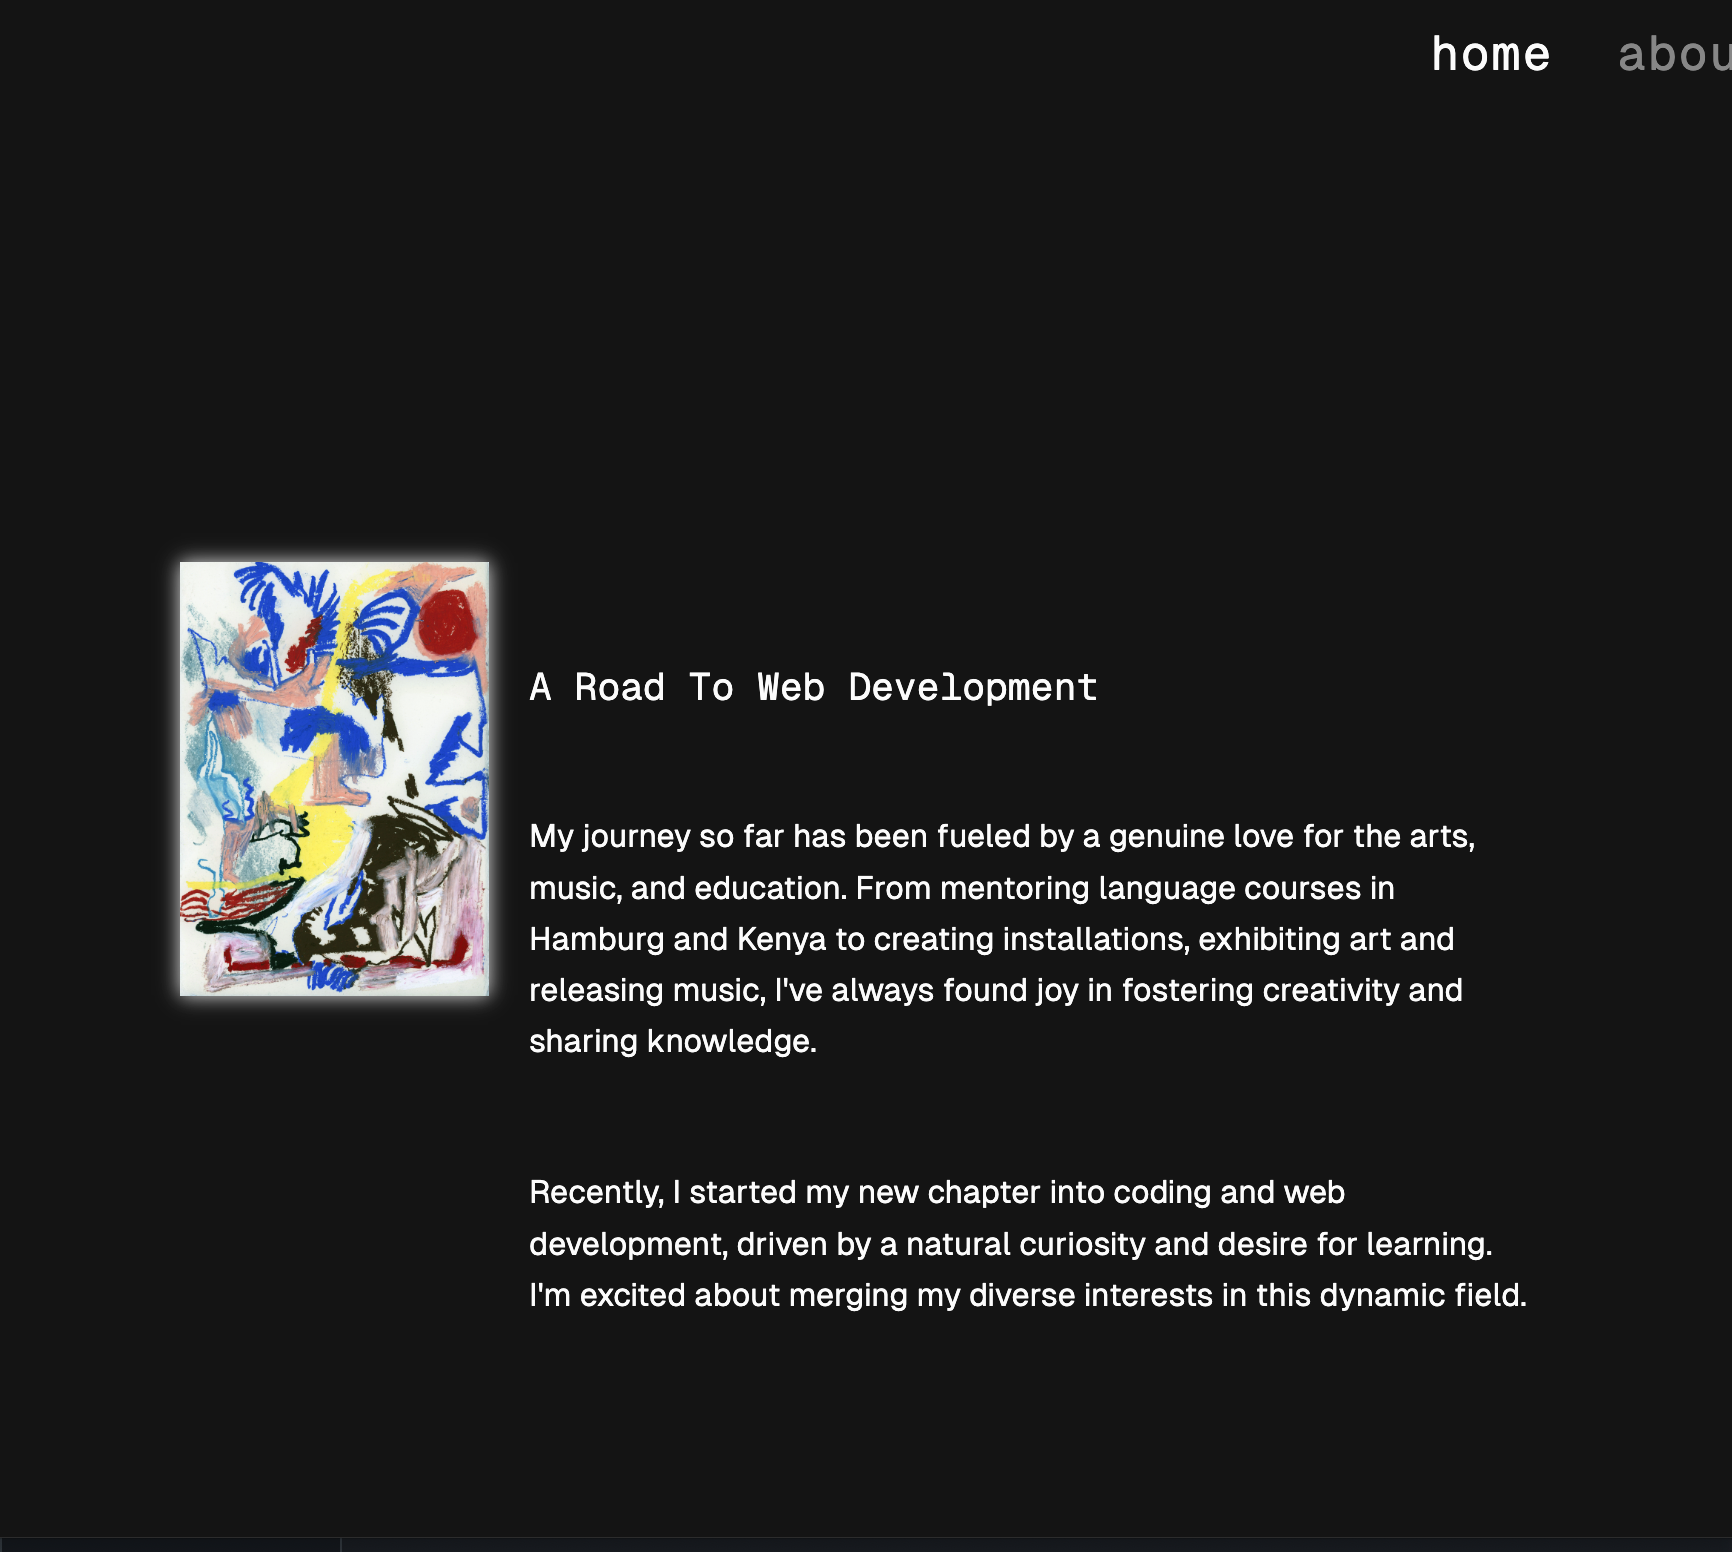 home abou
A Road To Web Development
My journey so far has been fueled by a genuine love for the arts,
music, and education. From mentoring language courses in
Hamburg and Kenya to creating installations, exhibiting art and
releasing music, I've always found joy in fostering creativity and
sharing knowledge.
Recently, I started my new chapter into coding and web
development, driven by a natural curiosity and desire for learning.
I'm excited about merging my diverse interests in this dynamic field.